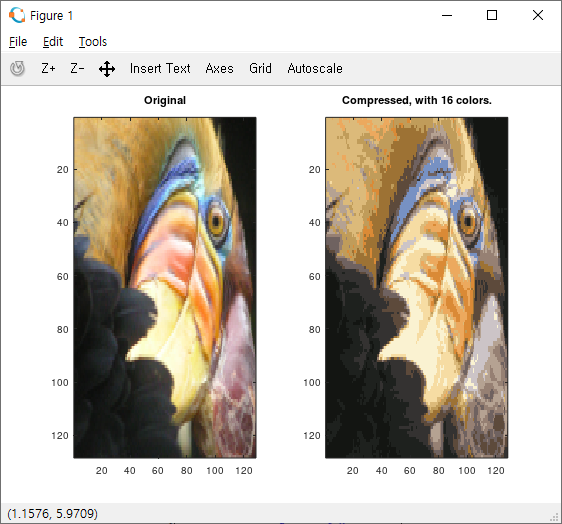 Figure 1
File Edit Tools
Z+ Z- Insert Text Axes Grid Autoscale
Original
Compressed, with 16 colors.
20
40
60
80
100
120
20 40 60 80 100 120
20
40
60
80
100
120
20 40 60 80 100 120
(1.1576, 5.9709)